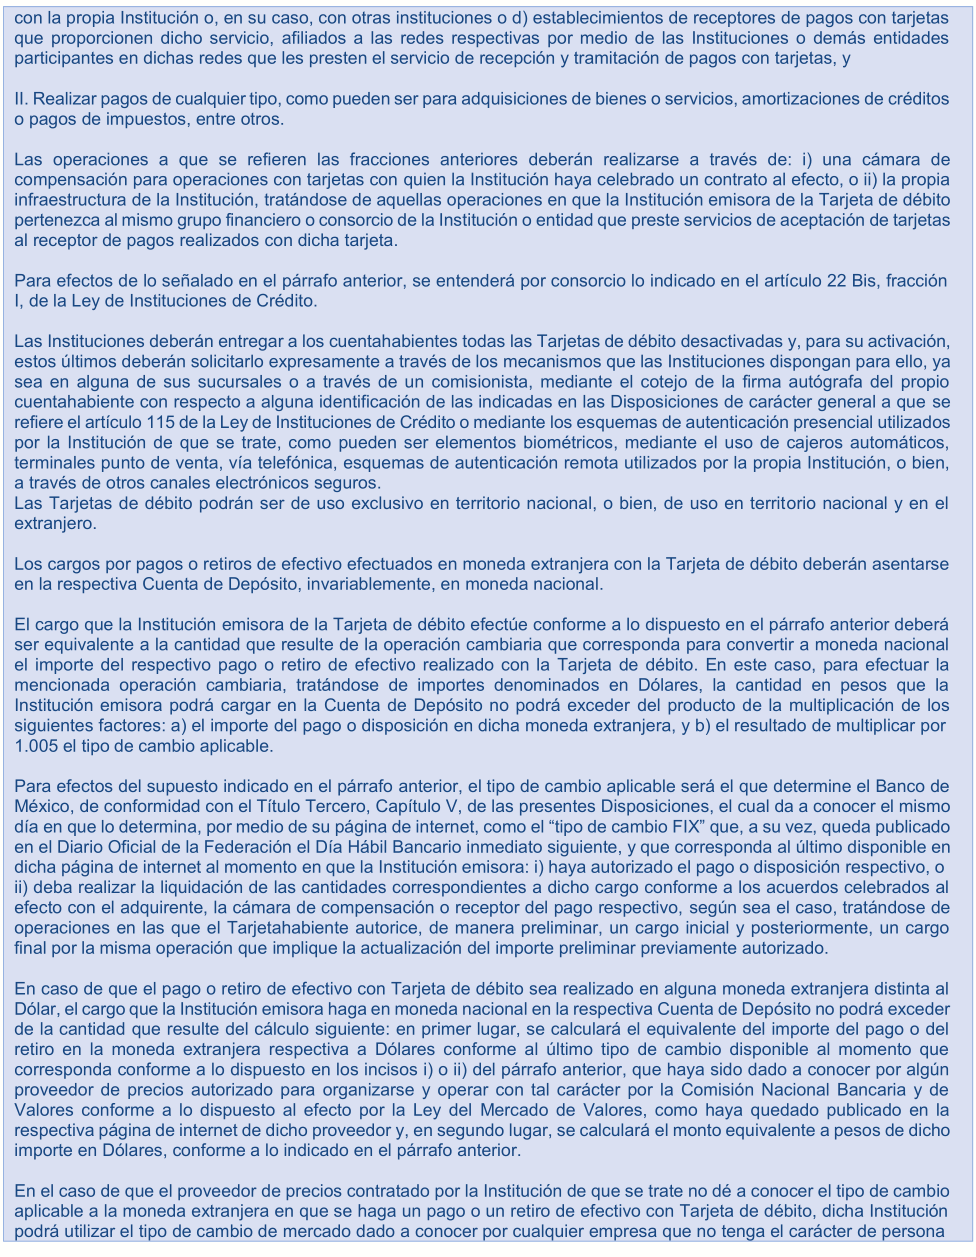 con la propia Institución o, en su caso, con otras instituciones o d) establecimientos de receptores de pagos con tarjetas
que proporcionen dicho servicio, afiliados a las redes respectivas por medio de las Instituciones o demás entidades
participantes en dichas redes que les presten el servicio de recepción y tramitación de pagos con tarjetas, y
II. Realizar pagos de cualquier tipo, como pueden ser para adquisiciones de bienes o servicios, amortizaciones de créditos
o pagos de impuestos, entre otros.
Las operaciones a que se refieren las fracciones anteriores deberán realizarse a través de: i) una cámara de
compensación para operaciones con tarjetas con quien la Institución haya celebrado un contrato al efecto, o ii) la propia
infraestructura de la Institución, tratándose de aquellas operaciones en que la Institución emisora de la Tarjeta de débito
pertenezca al mismo grupo financiero o consorcio de la Institución o entidad que preste servicios de aceptación de tarjetas
al receptor de pagos realizados con dicha tarjeta.
Para efectos de lo señalado en el párrafo anterior, se entenderá por consorcio lo indicado en el artículo 22 Bis, fracción
I, de la Ley de Instituciones de Crédito.
Las Instituciones deberán entregar a los cuentahabientes todas las Tarjetas de débito desactivadas y, para su activación,
estos últimos deberán solicitarlo expresamente a través de los mecanismos que las Instituciones dispongan para ello, ya
sea en alguna de sus sucursales o a través de un comisionista, mediante el cotejo de la firma autógrafa del propio
cuentahabiente con respecto a alguna identificación de las indicadas en las Disposiciones de carácter general a que se
refiere el artículo 115 de la Ley de Instituciones de Crédito o mediante los esquemas de autenticación presencial utilizados
por la Institución de que se trate, como pueden ser elementos biométricos, mediante el uso de cajeros automáticos,
terminales punto de venta, vía telefónica, esquemas de autenticación remota utilizados por la propia Institución, o bien,
a través de otros canales electrónicos seguros.
Las Tarjetas de débito podrán ser de uso exclusivo en territorio nacional, o bien, de uso en territorio nacional y en el
extranjero.
Los cargos por pagos o retiros de efectivo efectuados en moneda extranjera con la Tarjeta de débito deberán asentarse
en la respectiva Cuenta de Depósito, invariablemente, en moneda nacional.
El cargo que la Institución emisora de la Tarjeta de débito efectúe conforme a lo dispuesto en el párrafo anterior deberá
ser equivalente a la cantidad que resulte de la operación cambiaria que corresponda para convertir a moneda nacional
el importe del respectivo pago o retiro de efectivo realizado con la Tarjeta de débito. En este caso, para efectuar la
mencionada operación cambiaria, tratándose de importes denominados en Dólares, la cantidad en pesos que la
Institución emisora podrá cargar en la Cuenta de Depósito no podrá exceder del producto de la multiplicación de los
siguientes factores: a) el importe del pago o disposición en dicha moneda extranjera, y b) el resultado de multiplicar por
1.005 el tipo de cambio aplicable.
Para efectos del supuesto indicado en el párrafo anterior, el tipo de cambio aplicable será el que determine el Banco de
México, de conformidad con el Título Tercero, Capítulo V, de las presentes Disposiciones, el cual da a conocer el mismo
día en que lo determina, por medio de su página de internet, como el “tipo de cambio FIX” que, a su vez, queda publicado
en el Diario Oficial de la Federación el Día Hábil Bancario inmediato siguiente, y que corresponda al último disponible en
dicha página de internet al momento en que la Institución emisora: i) haya autorizado el pago o disposición respectivo, o
ii) deba realizar la liquidación de las cantidades correspondientes a dicho cargo conforme a los acuerdos celebrados al
efecto con el adquirente, la cámara de compensación o receptor del pago respectivo, según sea el caso, tratándose de
operaciones en las que el Tarjetahabiente autorice, de manera preliminar, un cargo inicial y posteriormente, un cargo
final por la misma operación que implique la actualización del importe preliminar previamente autorizado.
En caso de que el pago o retiro de efectivo con Tarjeta de débito sea realizado en alguna moneda extranjera distinta al
Dólar, el cargo que la Institución emisora haga en moneda nacional en la respectiva Cuenta de Depósito no podrá exceder
de la cantidad que resulte del cálculo siguiente: en primer lugar, se calculará el equivalente del importe del pago o del
retiro en la moneda extranjera respectiva a Dólares conforme al último tipo de cambio disponible al momento que
corresponda conforme a lo dispuesto en los incisos i) o ii) del párrafo anterior, que haya sido dado a conocer por algún
proveedor de precios autorizado para organizarse y operar con tal carácter por la Comisión Nacional Bancaria y de
Valores conforme a lo dispuesto al efecto por la Ley del Mercado de Valores, como haya quedado publicado en la
respectiva página de internet de dicho proveedor y, en segundo lugar, se calculará el monto equivalente a pesos de dicho
importe en Dólares, conforme a lo indicado en el párrafo anterior.
En el caso de que el proveedor de precios contratado por la Institución de que se trate no dé a conocer el tipo de cambio
aplicable a la moneda extranjera en que se haga un pago o un retiro de efectivo con Tarjeta de débito, dicha Institución
podrá utilizar el tipo de cambio de mercado dado a conocer por cualquier empresa que no tenga el carácter de persona